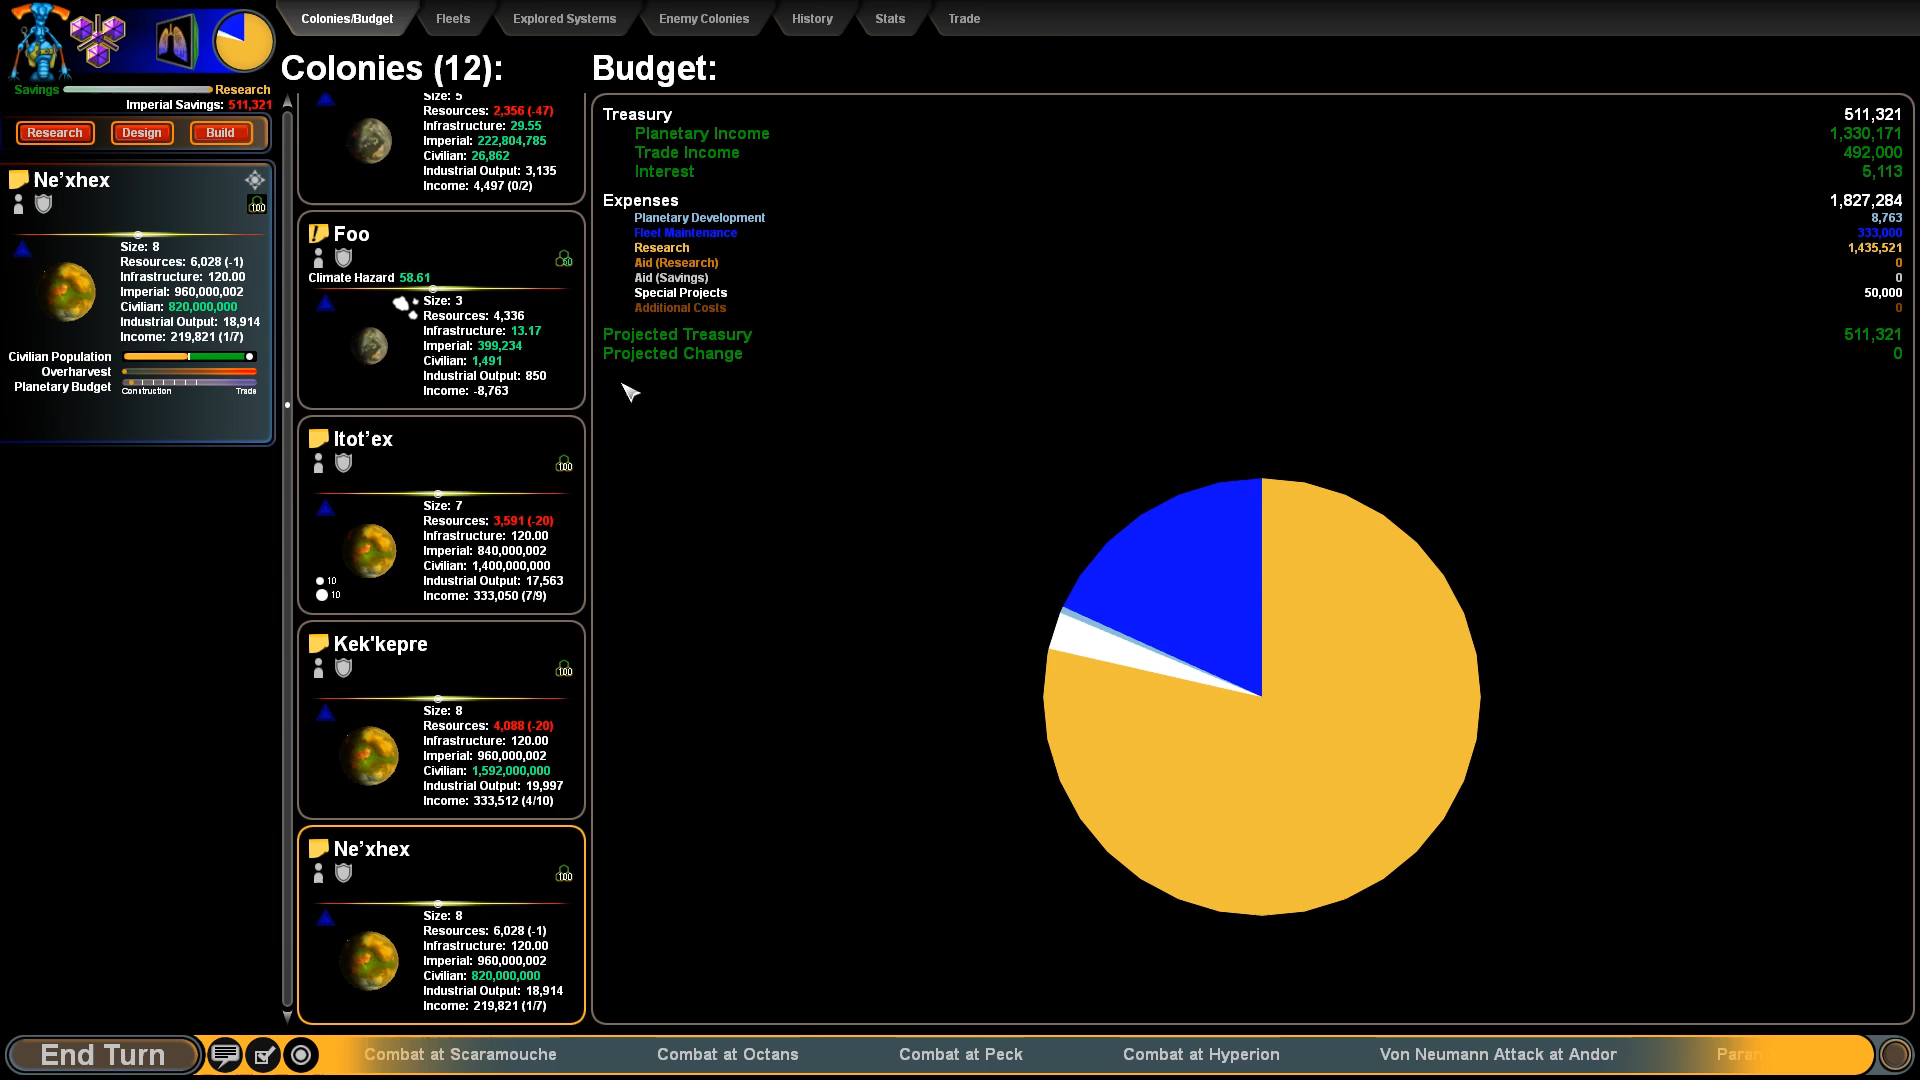 Colonies/Budget
Fleets
Explored Systems
Enemy Colonies
History
Stats
Trade
Savings
Research
Imperial Savings: 511,321
Research
Design
Build
Ne'xhex
100
Size: 8
Resources: 6,028 (-1)
Infrastructure: 120.00
Imperial: 960,000,002
Civilian: 820,000,000
Industrial Output: 18,914
Income: 219,821 (1/7)
Civilian Population
Overharvest
Planetary Budget
Construction
Trade
Colonies (12):
Size: 5
Resources: 2,356 (-47)
Infrastructure: 29.55
Imperial: 222,804,785
Civilian: 26,862
Industrial Output: 3,135
Income: 4,497 (0/2)
Foo
Climate Hazard 58.61
Size: 3
Resources: 4,336
Infrastructure: 13.17
Imperial: 399,234
Civilian: 1,491
Industrial Output: 850
Income: -8,763
Itot'ex
100
Size: 7
Resources: 3,591 (-20)
Infrastructure: 120.00
Imperial: 840,000,002
Civilian: 1,400,000,000
Industrial Output: 17,563
Income: 333,050 (7/9)
10
10
Kek'kepre
100
Size: 8
Resources: 4,088 (-20)
Infrastructure: 120.00
Imperial: 960,000,002
Civilian: 1,592,000,000
Industrial Output: 19,997
Income: 333,512 (4/10)
Ne'xhex
100
Size: 8
Resources: 6,028 (-1)
Infrastructure: 120.00
Imperial: 960,000,002
Civilian: 820,000,000
Industrial Output: 18,914
Income: 219,821 (1/7)
Budget:
Treasury 511,321
Planetary Income 1,330,171
Trade Income 492,000
Interest 5,113
Expenses 1,827,284
Planetary Development 8,763
Fleet Maintenance 333,000
Research 1,435,521
Aid (Research) 0
Aid (Savings) 0
Special Projects 50,000
Additional Costs 0
Projected Treasury 511,321
Projected Change 0
End Turn
Combat at Scaramouche
Combat at Octans
Combat at Peck
Combat at Hyperion
Von Neumann Attack at Andor